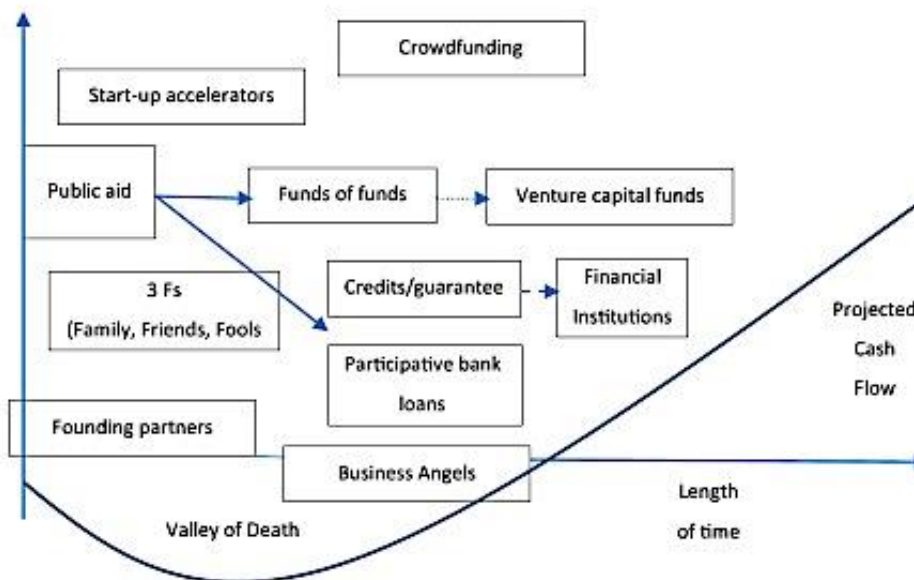 Crowdfunding
Start-up accelerators
Public aid
Funds of funds
Venture capital funds
3 Fs
(Family, Friends, Fools
Credits/guarantee
Financial
Institutions
Projected
Cash
Flow
Participative bank
loans
Founding partners
Business Angels
Length
of time
Valley of Death